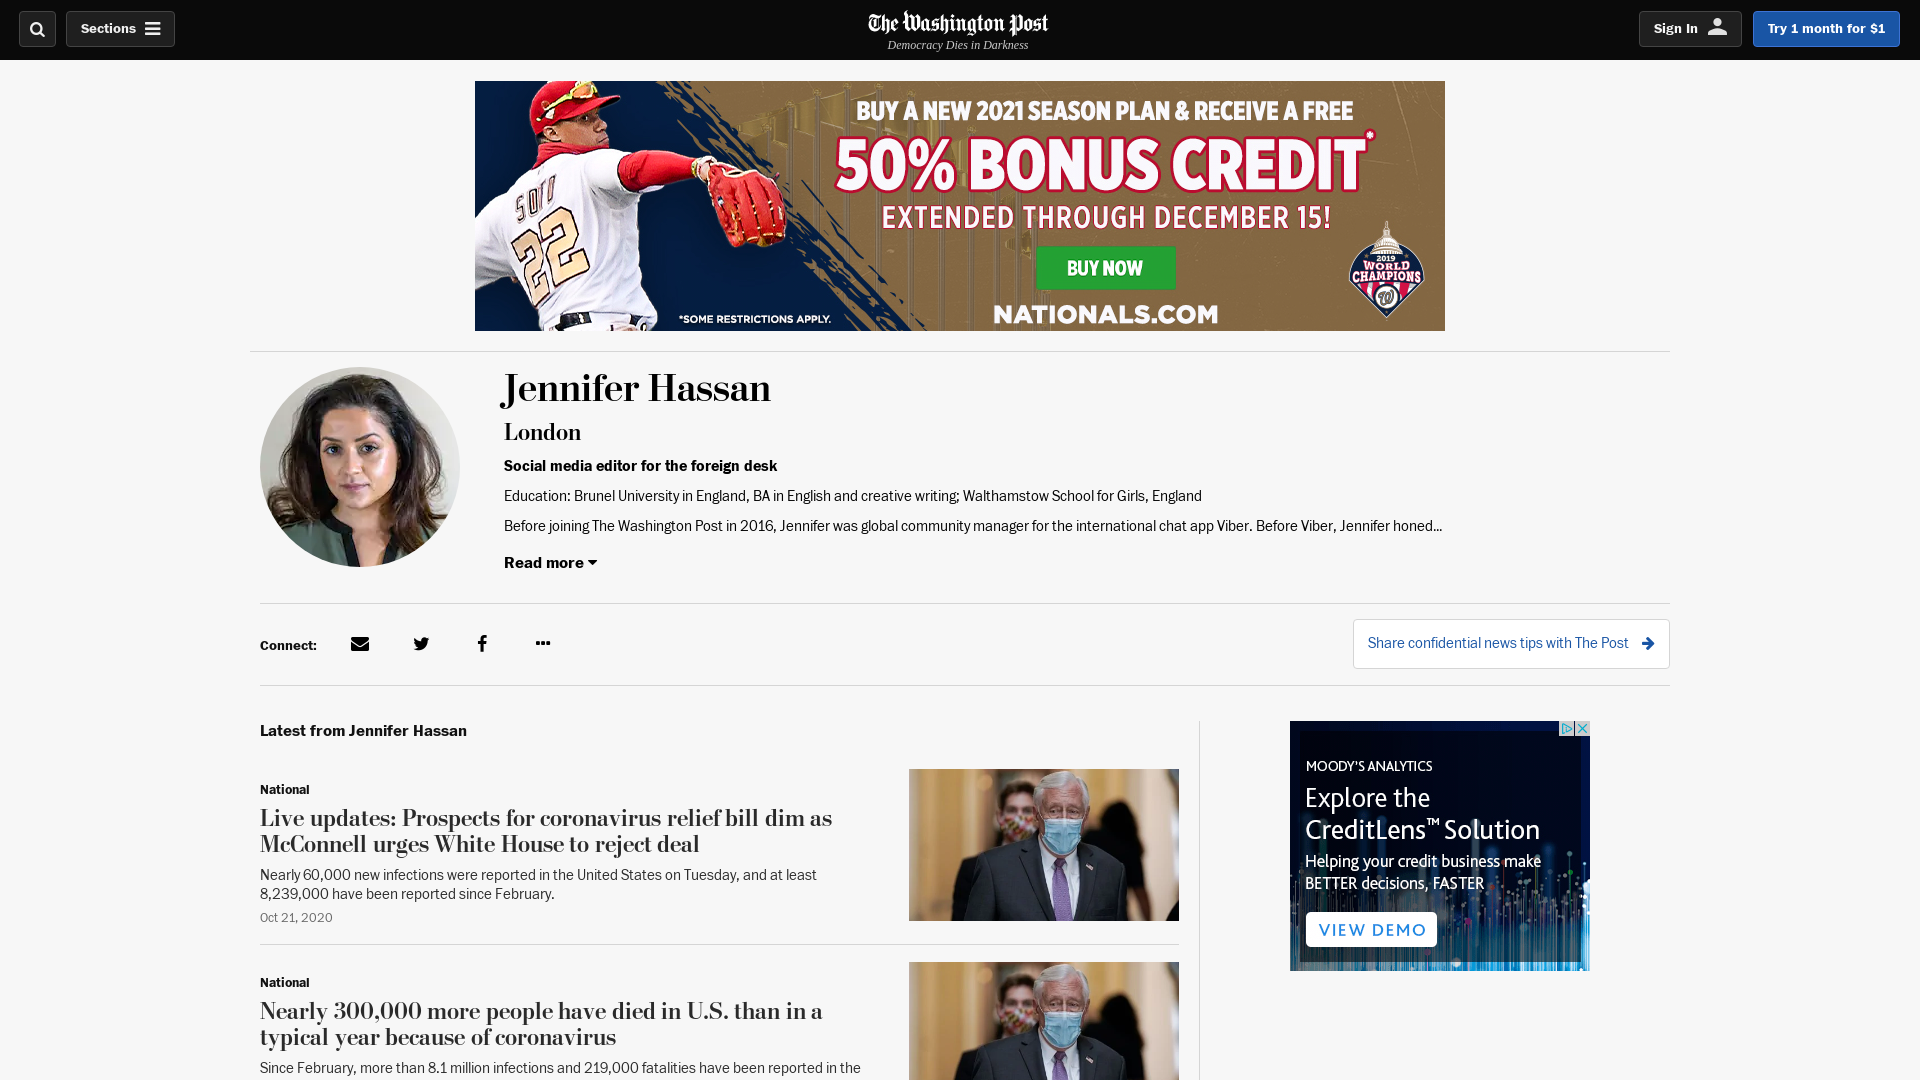 Sections
The Washington Post
Democracy Dies in Darkness
Sign In
Try 1 month for $1
BUY A NEW 2021 SEASON PLAN & RECEIVE A FREE
50% BONUS CREDIT*
EXTENDED THROUGH DECEMBER 15!
BUY NOW
NATIONALS.COM
*SOME RESTRICTIONS APPLY.
SOTO
22
2019
WORLD
CHAMPIONS
W
Jennifer Hassan
London
Social media editor for the foreign desk
Education: Brunel University in England, BA in English and creative writing; Walthamstow School for Girls, England
Before joining The Washington Post in 2016, Jennifer was global community manager for the international chat app Viber. Before Viber, Jennifer honed...
Read more
Connect:
Share confidential news tips with The Post
Latest from Jennifer Hassan
National
Live updates: Prospects for coronavirus relief bill dim as
McConnell urges White House to reject deal
Nearly 60,000 new infections were reported in the United States on Tuesday, and at least
8,239,000 have been reported since February.
Oct 21, 2020
National
Nearly 300,000 more people have died in U.S. than in a
typical year because of coronavirus
Since February, more than 8.1 million infections and 219,000 fatalities have been reported in the
MOODY'S ANALYTICS
Explore the
CreditLens™ Solution
Helping your credit business make
BETTER decisions, FASTER
VIEW DEMO